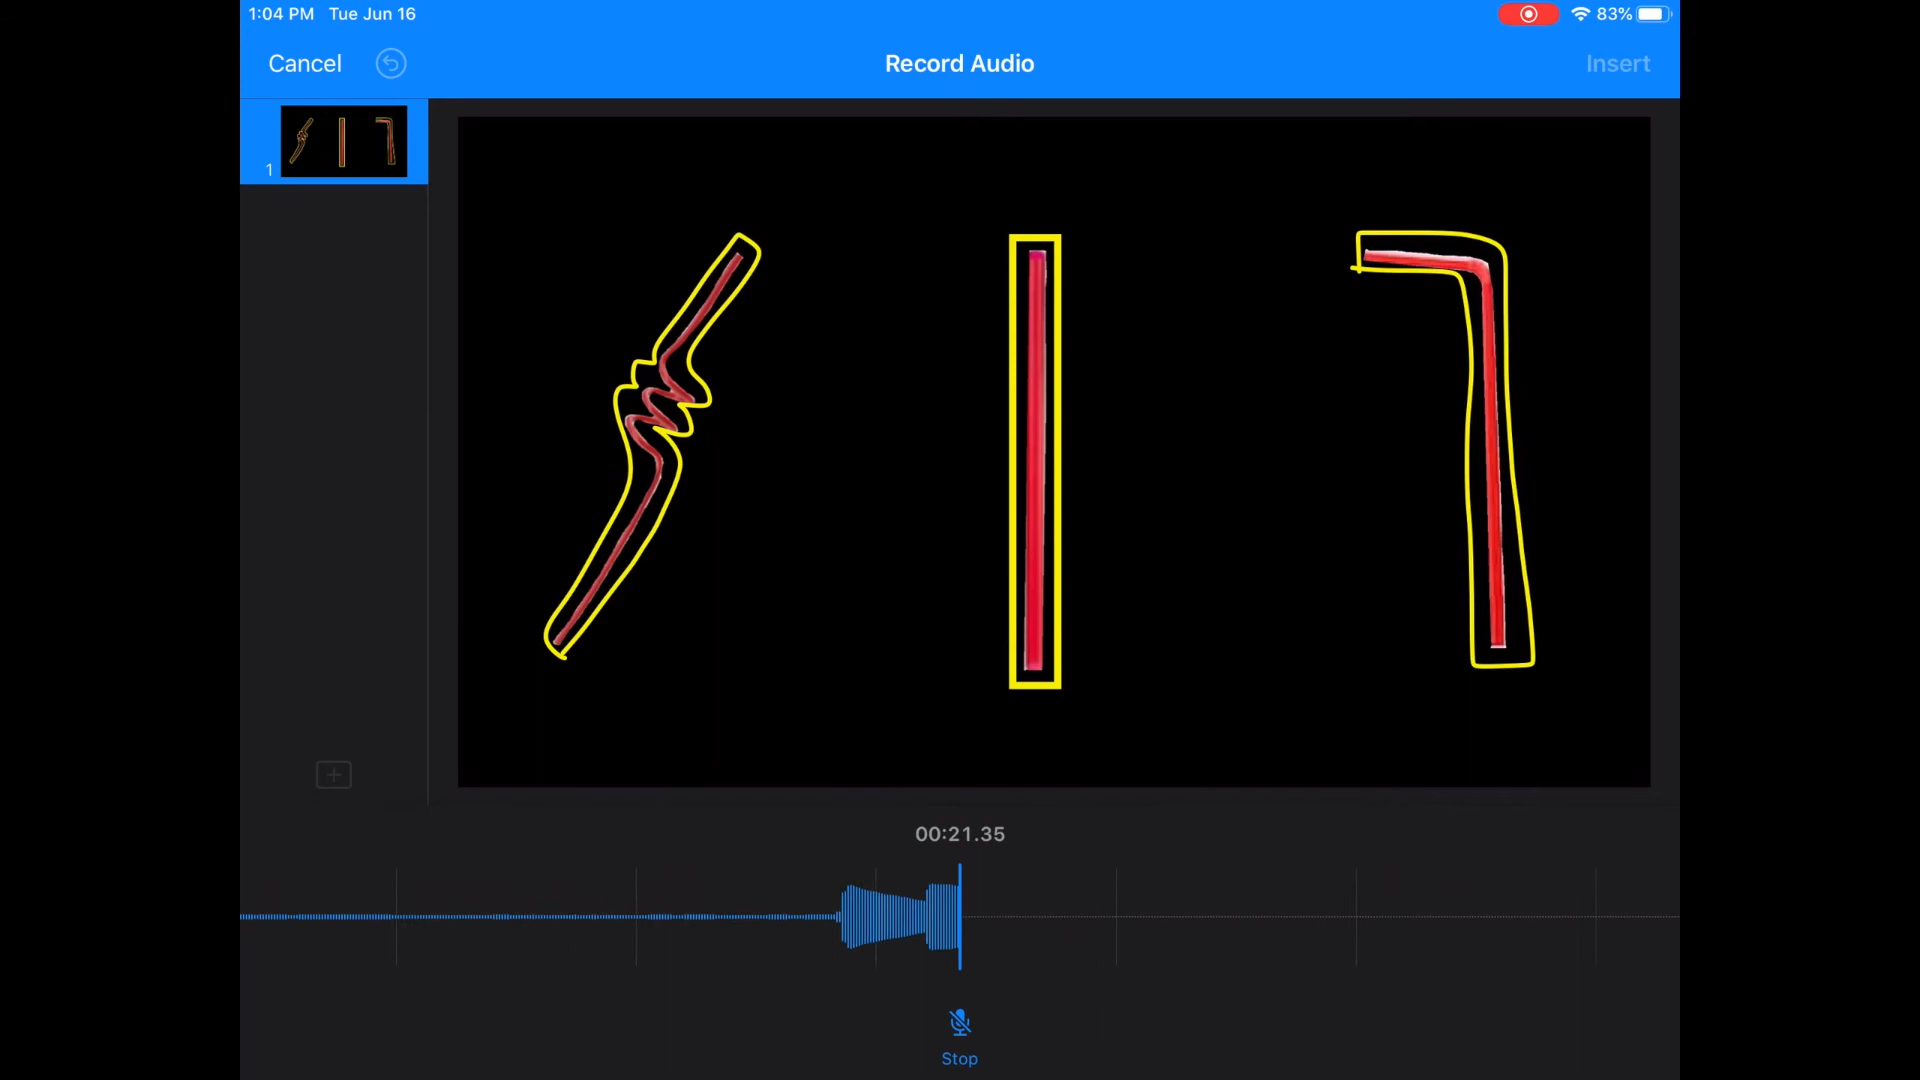 1:04 PM Tue Jun 16
83%
Cancel
Record Audio
Insert
1
00:21.35
Stop